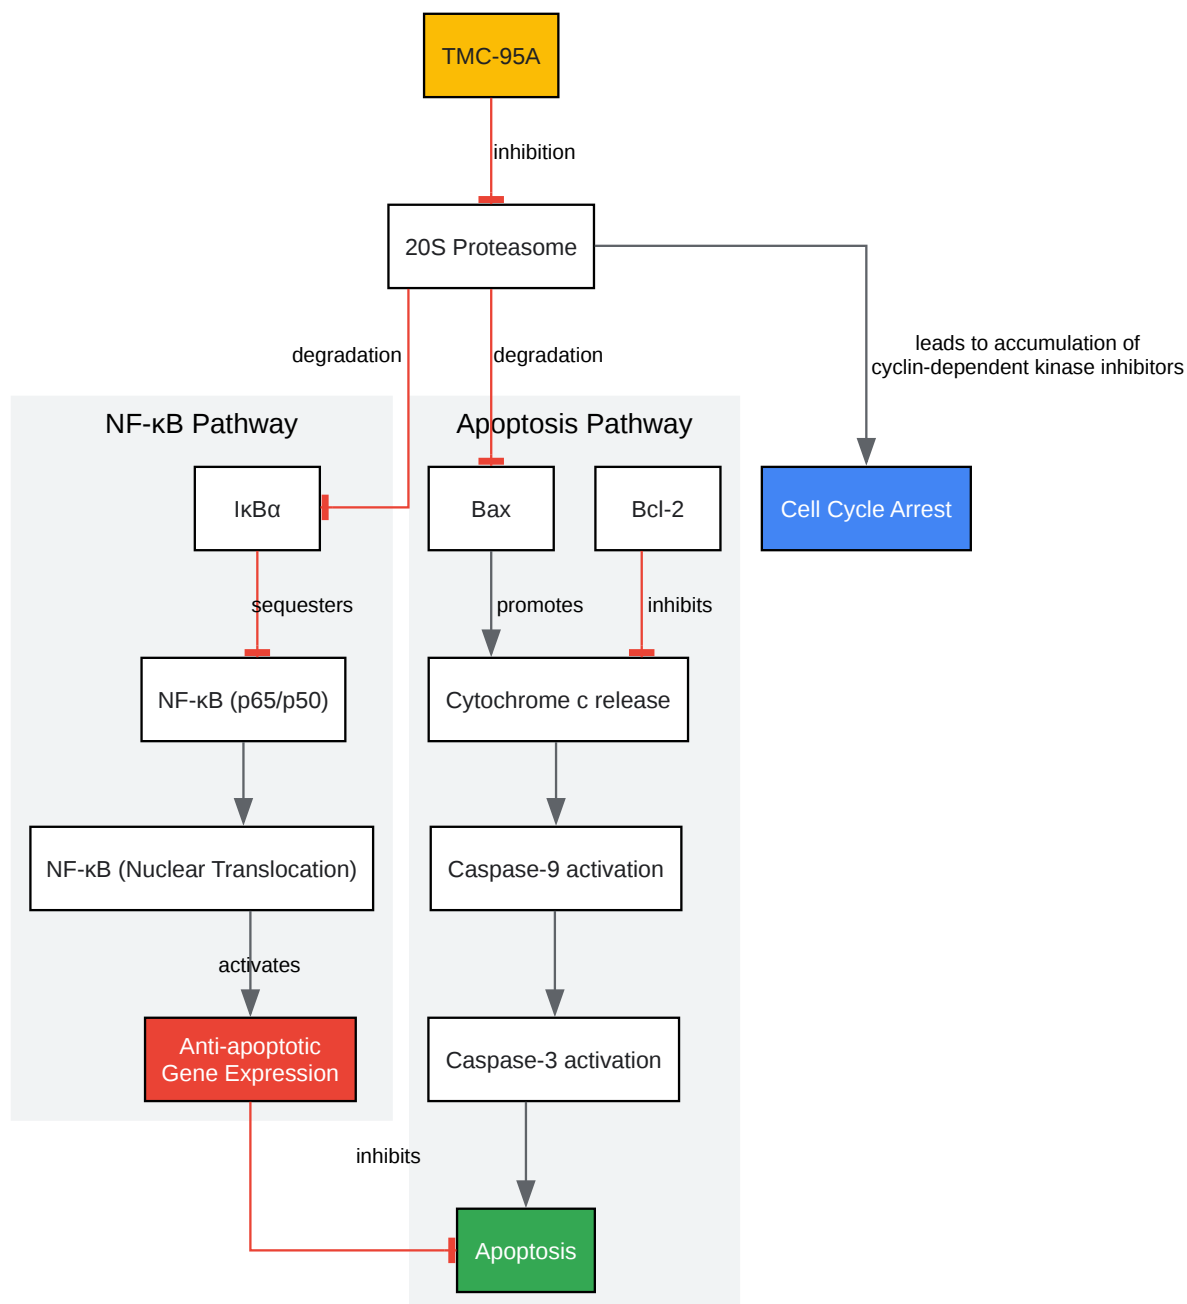 TMC-95A
inhibition
20S Proteasome
degradation
degradation
leads to accumulation of
cyclin-dependent kinase inhibitors
NF-κB Pathway
Apoptosis Pathway
IκBα
Bax
Bcl-2
Cell Cycle Arrest
sequesters
promotes
inhibits
NF-κB (p65/p50)
Cytochrome c release
NF-κB (Nuclear Translocation)
Caspase-9 activation
activates
Anti-apoptotic
Gene Expression
Caspase-3 activation
inhibits
Apoptosis